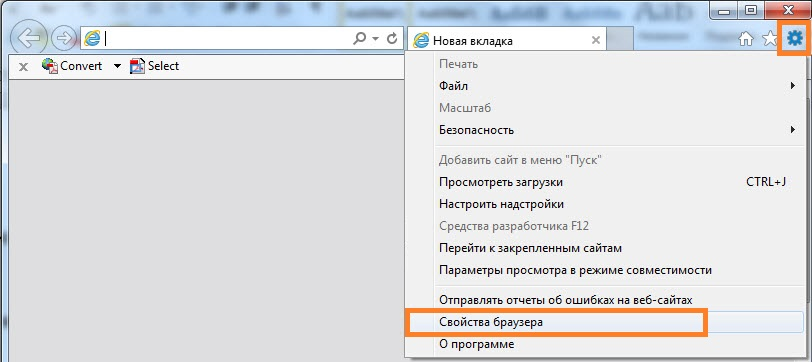 Новая вкладка
Convert Select
Печать
Файл
Масштаб
Безопасность
Добавить сайт в меню "Пуск"
Просмотреть загрузки CTRL+J
Настроить надстройки
Средства разработчика F12
Перейти к закрепленным сайтам
Параметры просмотра в режиме совместимости
Отправлять отчеты об ошибках на веб-сайтах
Свойства браузера
О программе